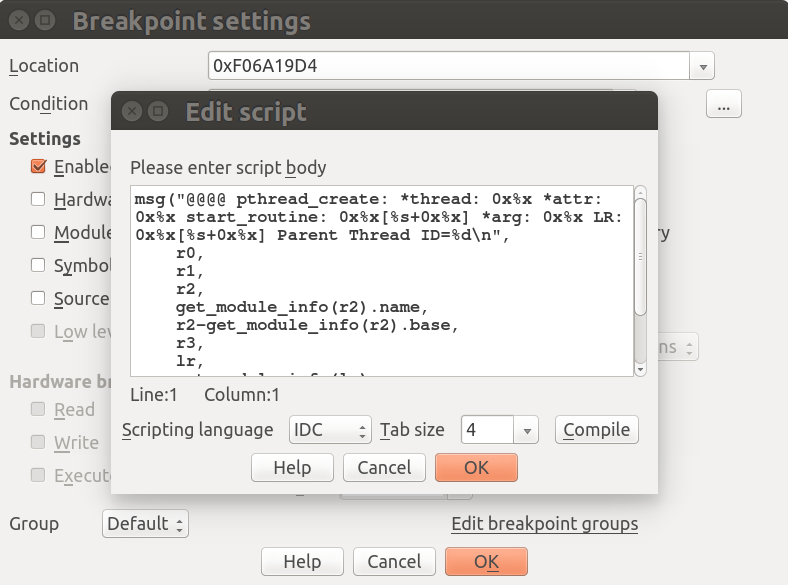 Breakpoint settings
Location
0xF06A19D4
Condition
...
Settings
Enable
Hardwa
Module
Symbo
Source
Low lev
Hardware b
Read
Write
Execut
Group
Default
Edit breakpoint groups
Help
Cancel
OK
Edit script
Please enter script body
msg("@@@@ pthread_create: *thread: 0x%x *attr:
0x%x start_routine: 0x%x[%s+0x%x] *arg: 0x%x LR:
0x%x[%s+0x%x] Parent Thread ID=%d\n",
r0,
r1,
r2,
get_module_info(r2).name,
r2-get_module_info(r2).base,
r3,
lr,
Line:1 Column:1
Scripting language
IDC
Tab size
4
Compile
Help
Cancel
OK
ry
ns